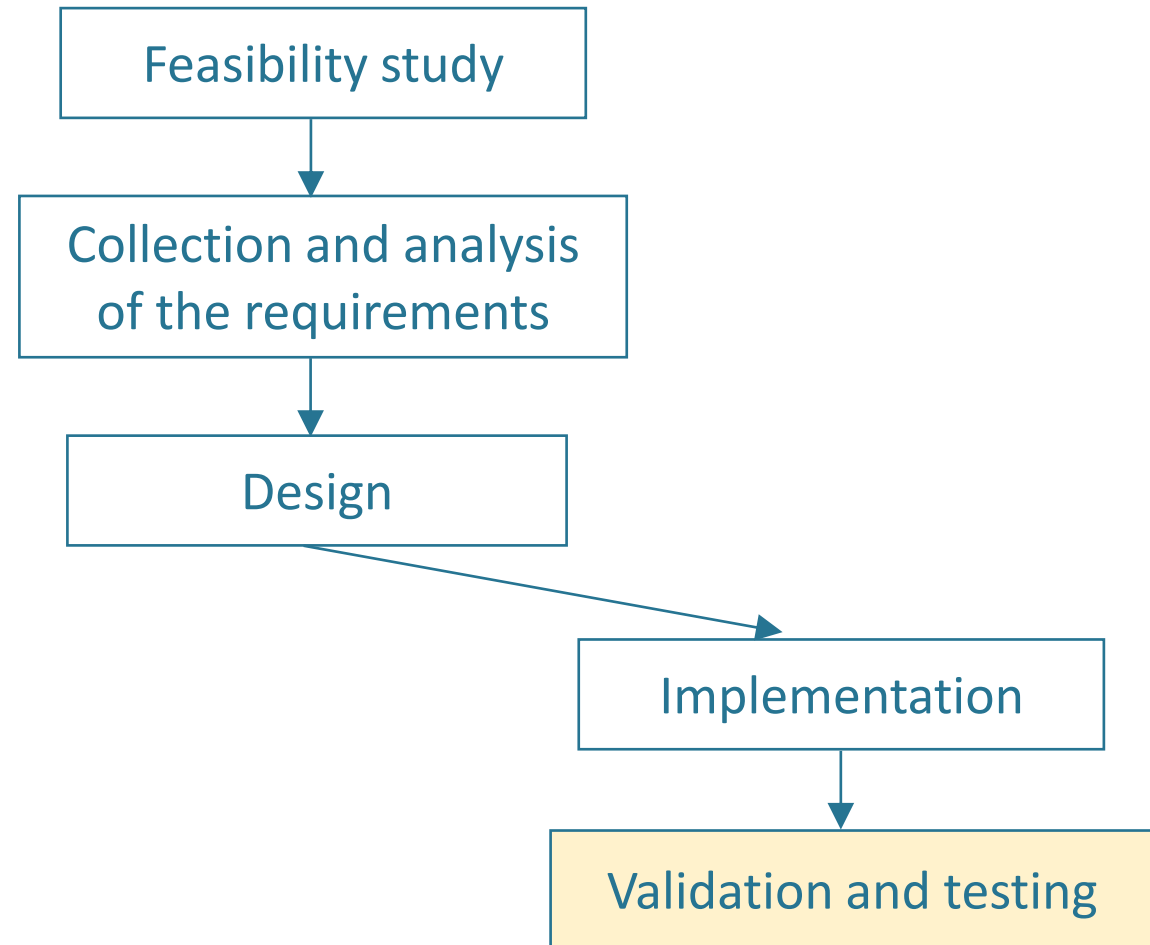 Feasibility study
Collection and analysis
of the requirements
Design
Implementation
Validation and testing